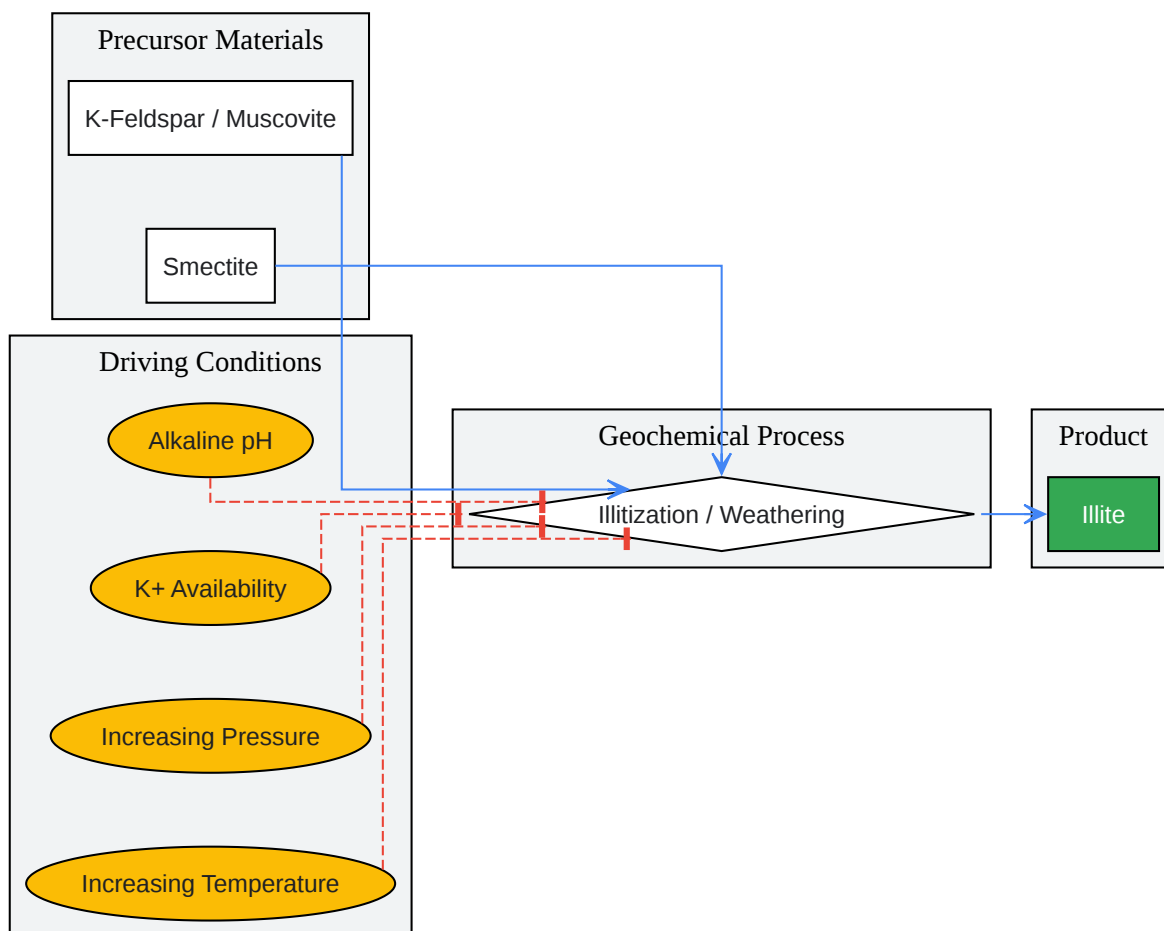 Precursor Materials
K-Feldspar / Muscovite
Smectite
Driving Conditions
Alkaline pH
K+ Availability
Increasing Pressure
Increasing Temperature
Geochemical Process
Illitization / Weathering
Product
Illite